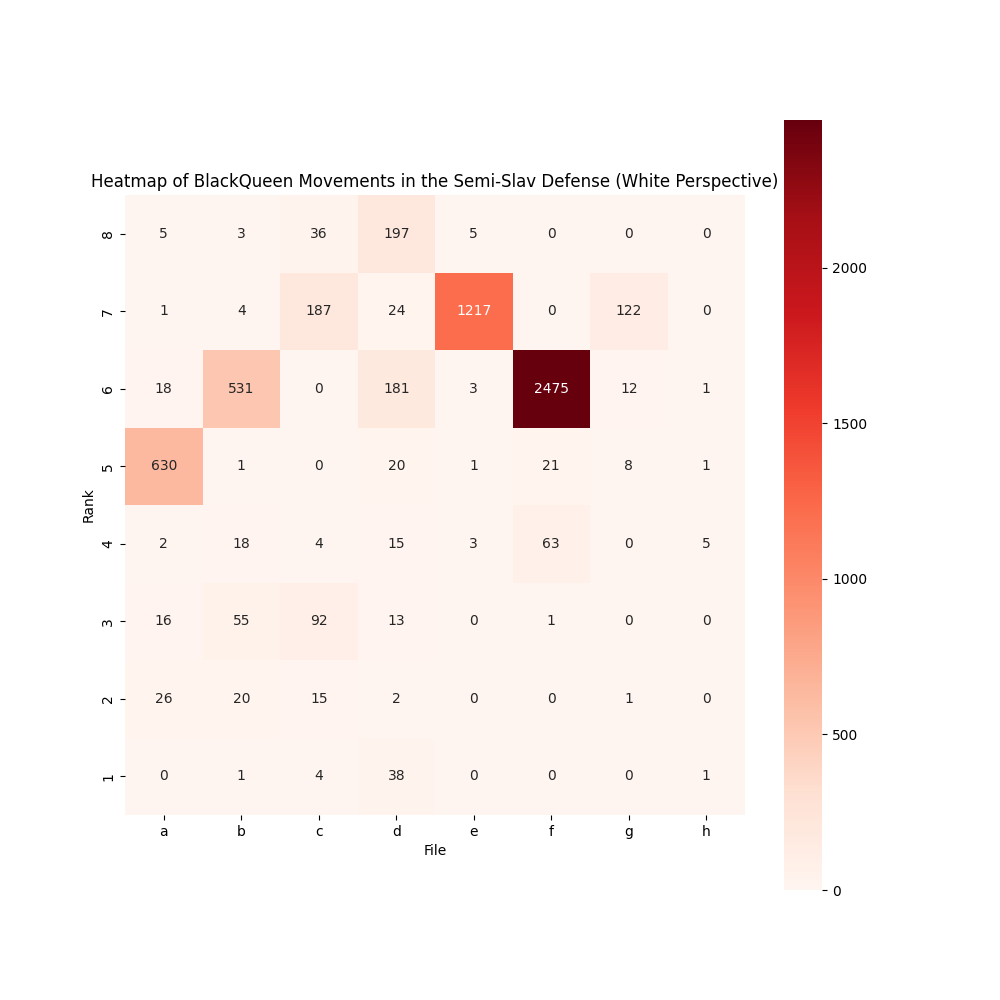 Heatmap of BlackQueen Movements in the Semi-Slav Defense (White Perspective)
8 5 3 36 197 5 0 0 0
7 1 4 187 24 1217 0 122 0
6 18 531 0 181 3 2475 12 1
5 630 1 0 20 1 21 8 1
4 2 18 4 15 3 63 0 5
3 16 55 92 13 0 1 0 0
2 26 20 15 2 0 0 1 0
1 0 1 4 38 0 0 0 1
a b c d e f g h
File
Rank
2000
1500
1000
500
0